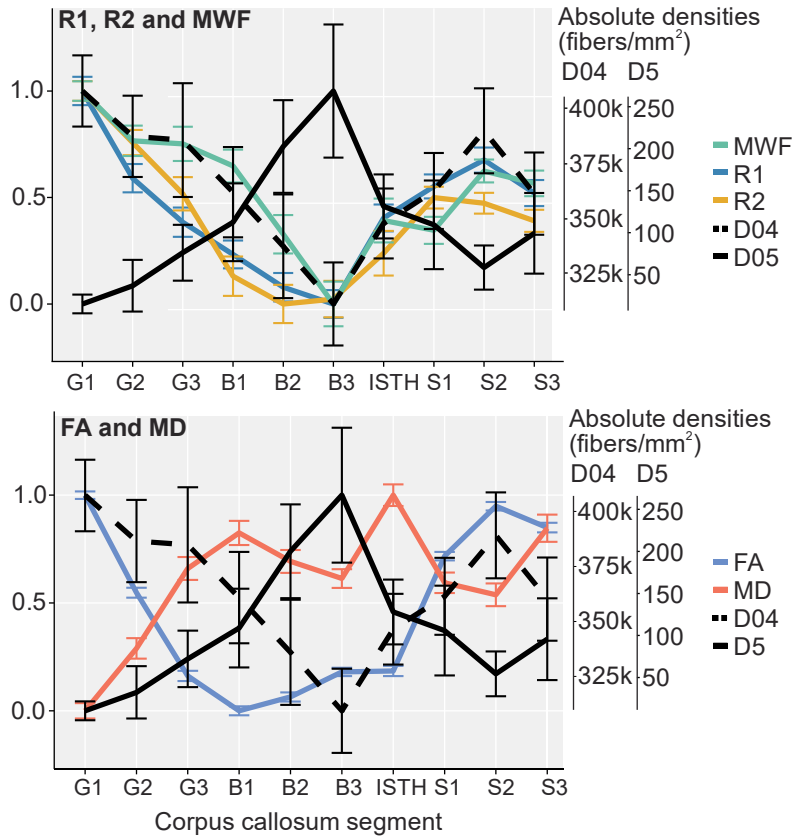 R1, R2 and MWF
Absolute densities
(fibers/mm²)
D04 D5
1.0
0.5
0.0
400k
375k
350k
325k
250
200
150
100
50
MWF
R1
R2
D04
D05
G1 G2 G3 B1 B2 B3 ISTH S1 S2 S3
FA and MD
Absolute densities
(fibers/mm²)
D04 D5
1.0
0.5
0.0
400k
375k
350k
325k
250
200
150
100
50
FA
MD
D04
D5
G1 G2 G3 B1 B2 B3 ISTH S1 S2 S3
Corpus callosum segment